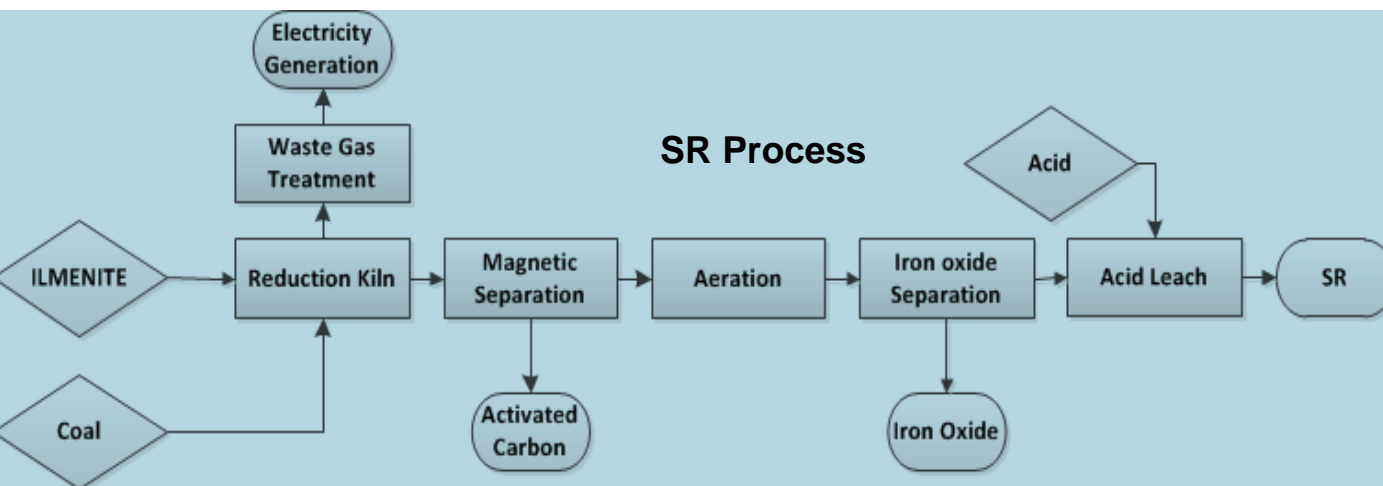 Electricity
Generation
Waste Gas
Treatment
SR Process
Acid
ILMENITE
Reduction Kiln
Magnetic
Separation
Aeration
Iron oxide
Separation
Acid Leach
SR
Coal
Activated
Carbon
Iron Oxide